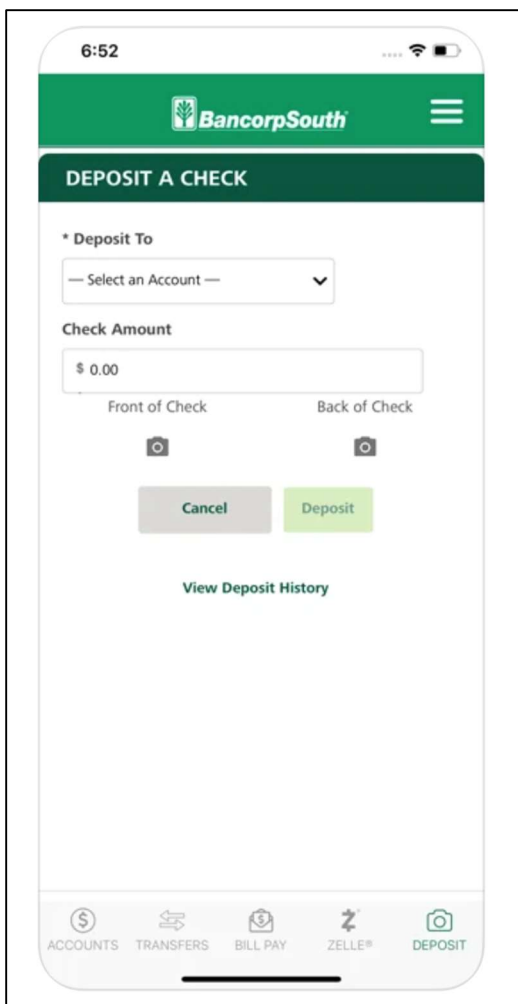 6:52
BancorpSouth
DEPOSIT A CHECK
* Deposit To
— Select an Account —
Check Amount
$ 0.00
Front of Check Back of Check
Cancel Deposit
View Deposit History
ACCOUNTS TRANSFERS BILL PAY ZELLE® DEPOSIT